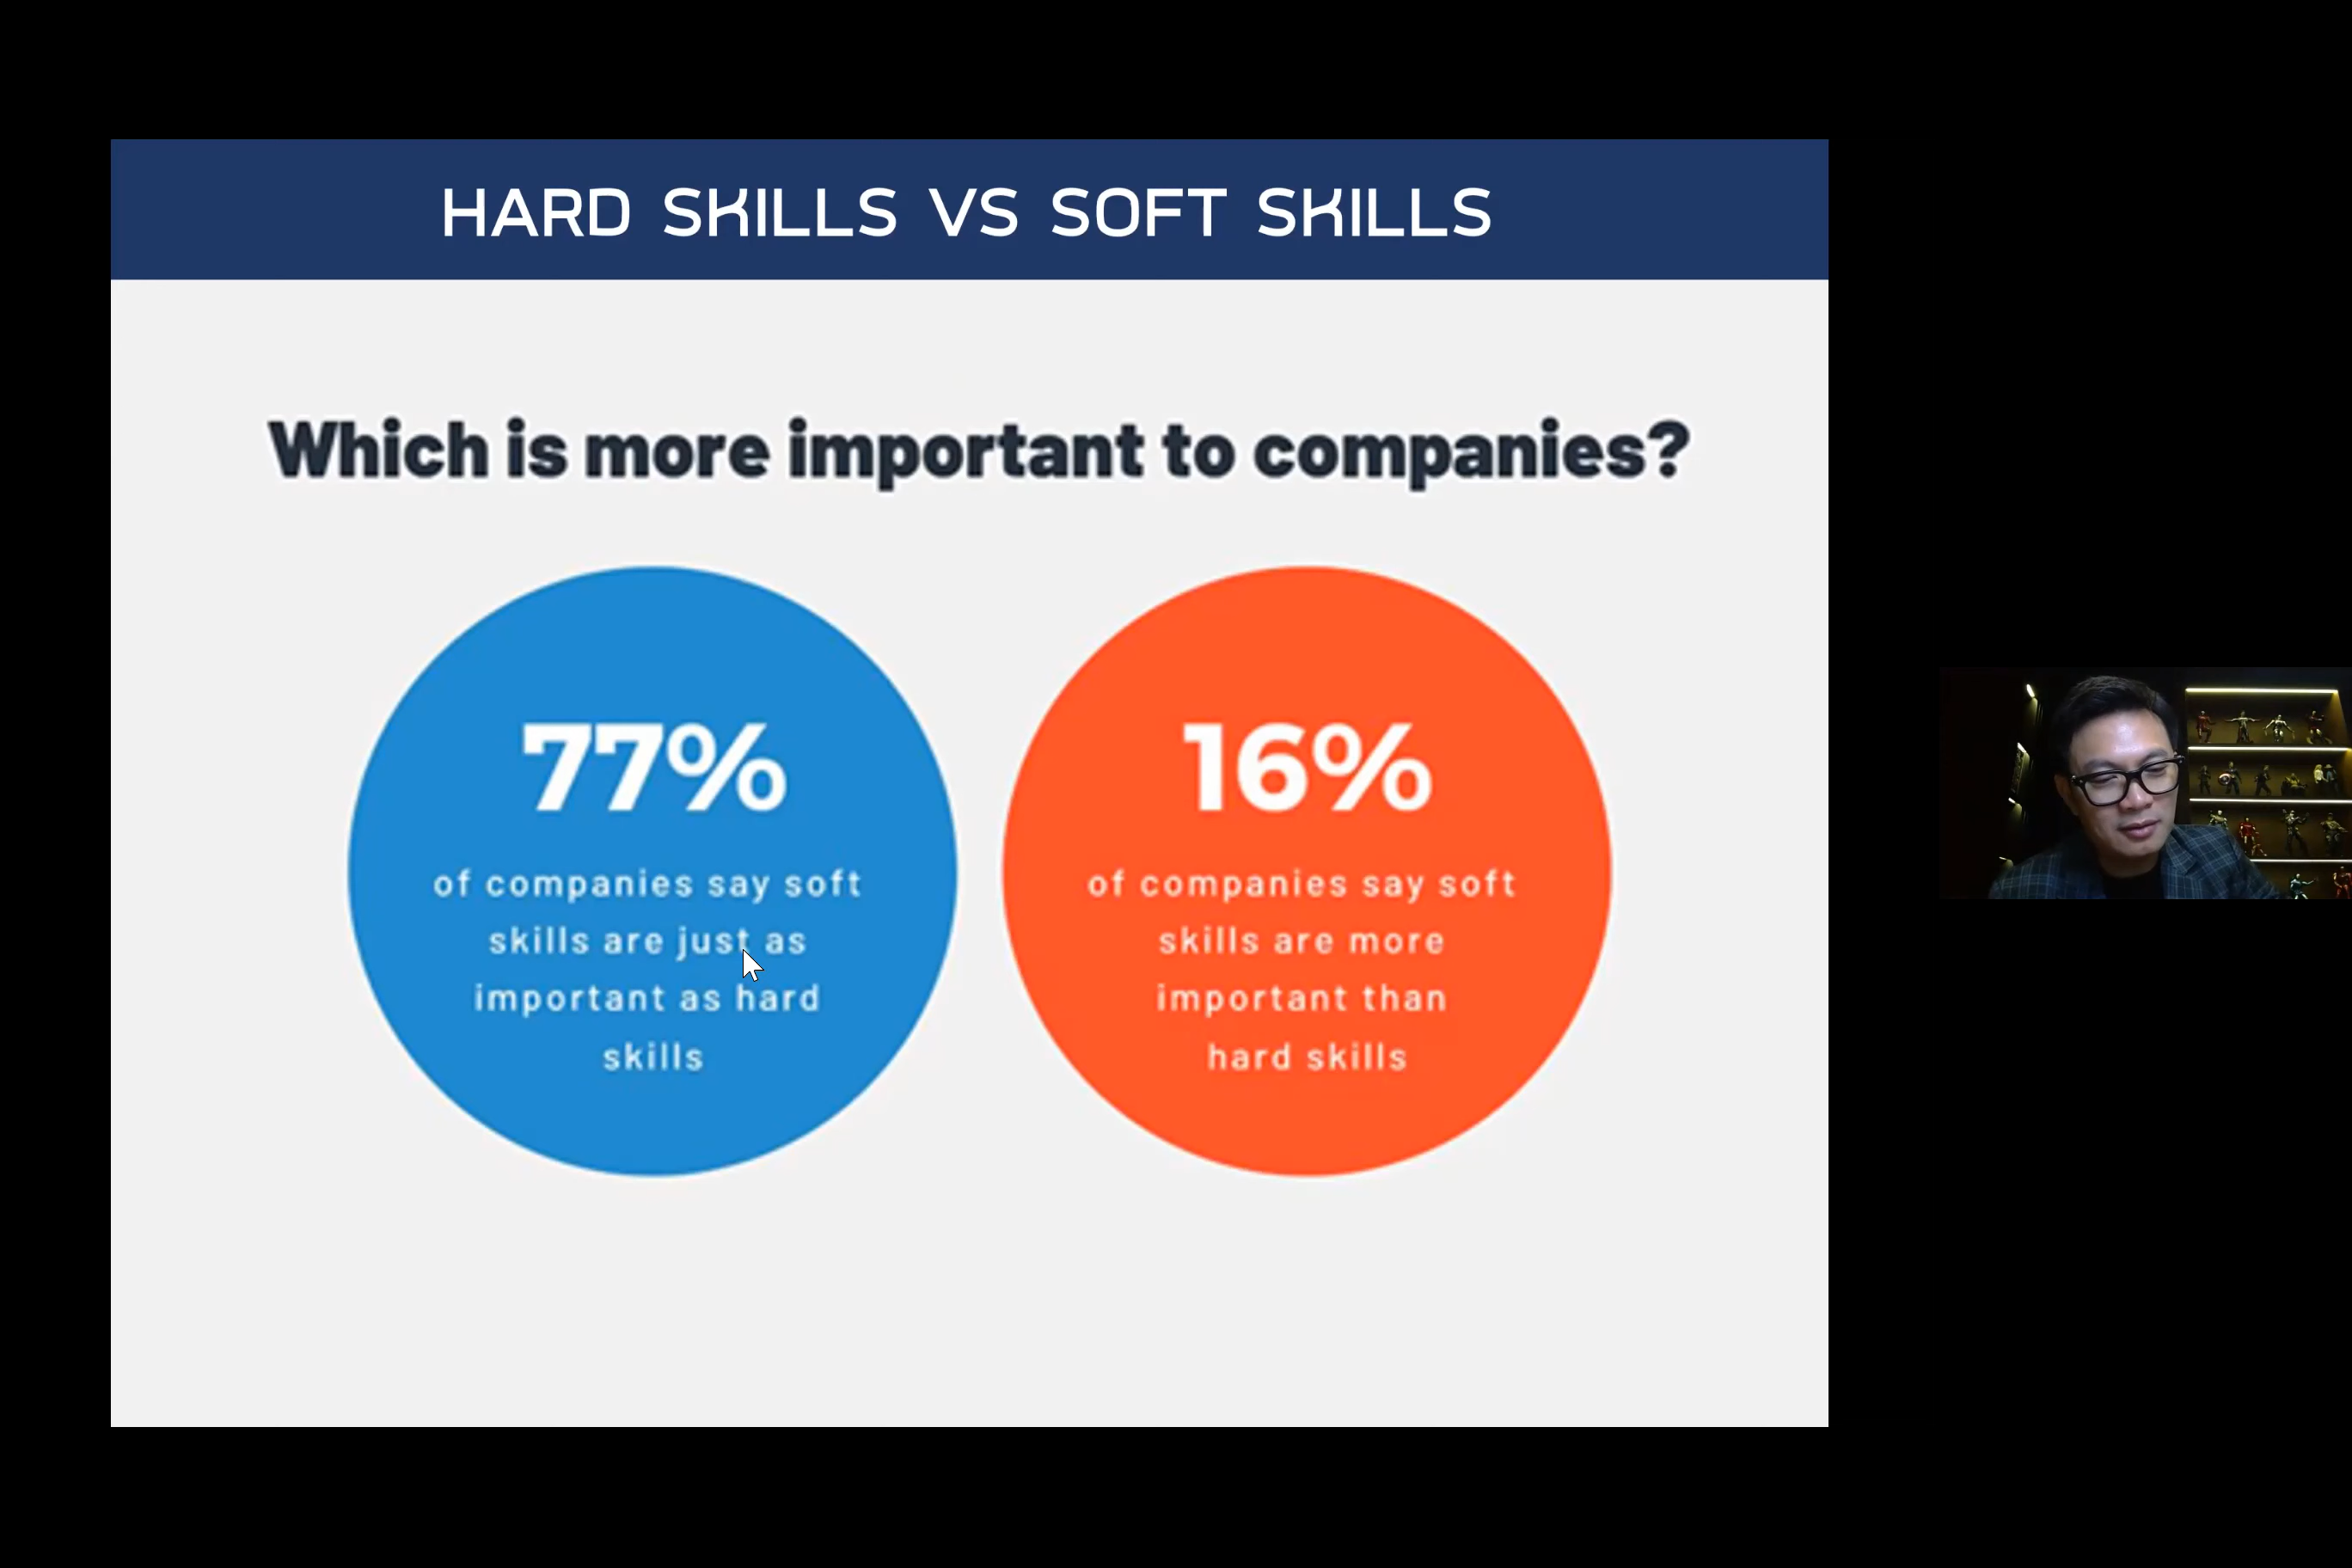 HARD SKILLS VS SOFT SKILLS
Which is more important to companies?
77%
of companies say soft
skills are just as
important as hard
skills
16%
of companies say soft
skills are more
important than
hard skills